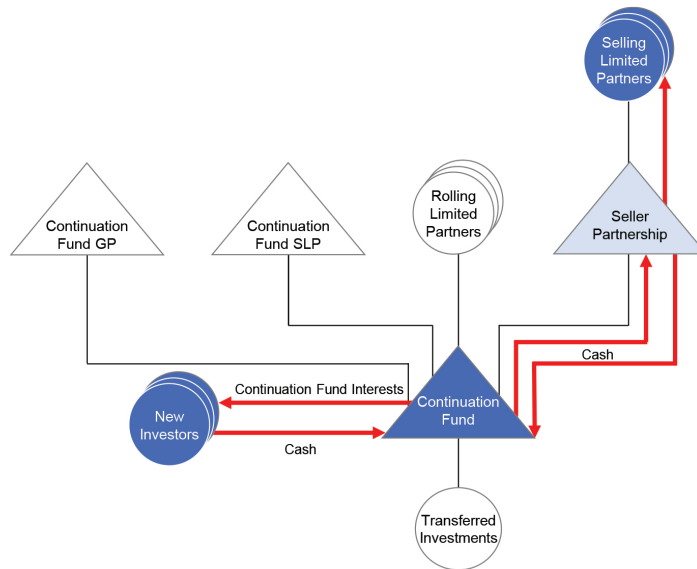 Selling
Limited
Partners
Continuation
Fund GP
Continuation
Fund SLP
Rolling
Limited
Partners
Seller
Partnership
Cash
Continuation Fund Interests
New
Investors
Cash
Continuation
Fund
Transferred
Investments